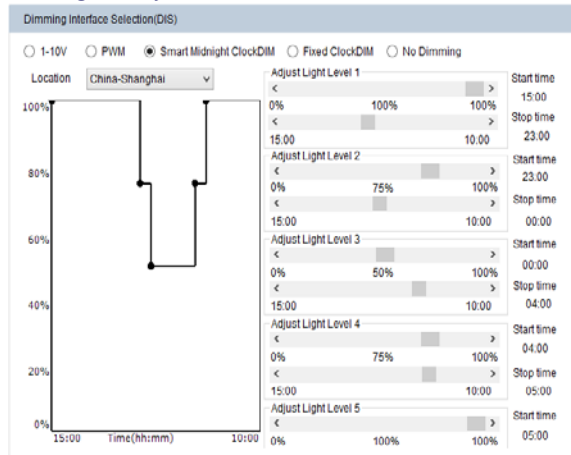 Dimming Interface Selection(DIS)
1-10V PWM Smart Midnight ClockDIM Fixed ClockDIM No Dimming
Location China-Shanghai
100%
80%
60%
40%
20%
0%
15:00 Time(hh:mm) 10:00
Adjust Light Level 1
0% 100% 100%
15:00 10:00
Start time
15:00
Stop time
23.00
Adjust Light Level 2
0% 75% 100%
15:00 10:00
Start time
23.00
Stop time
00:00
Adjust Light Level 3
0% 50% 100%
15:00 10:00
Start time
00:00
Stop time
04:00
Adjust Light Level 4
0% 75% 100%
15:00 10:00
Start time
04.00
Stop time
05:00
Adjust Light Level 5
0% 100% 100%
Start time
05:00